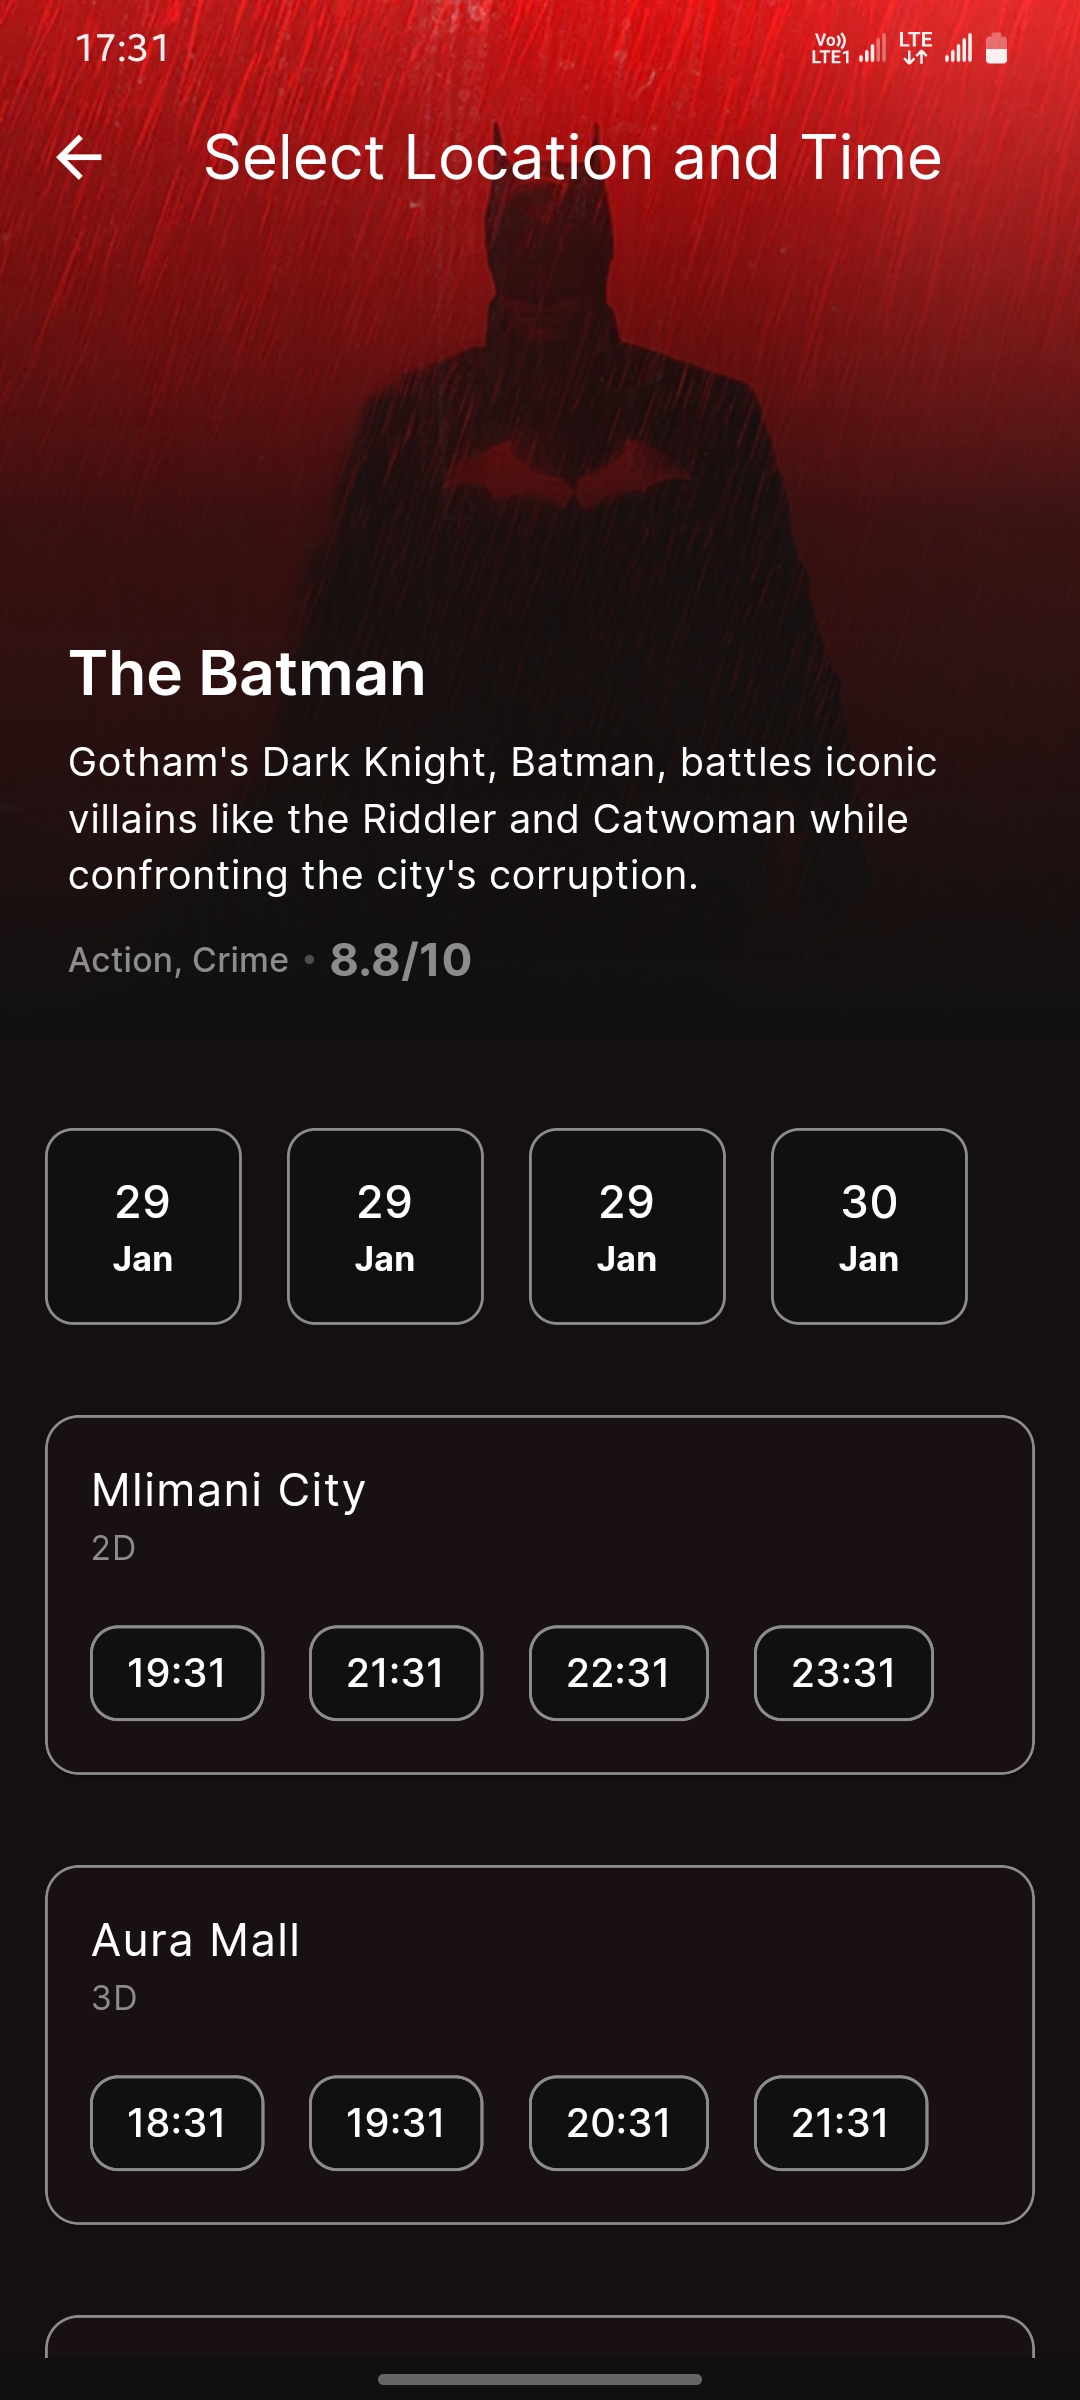 17:31
Vo)) LTE1 LTE
Select Location and Time
The Batman
Gotham's Dark Knight, Batman, battles iconic
villains like the Riddler and Catwoman while
confronting the city's corruption.
Action, Crime • 8.8/10
29 29 29 30
Jan Jan Jan Jan
Mlimani City
2D
19:31 21:31 22:31 23:31
Aura Mall
3D
18:31 19:31 20:31 21:31